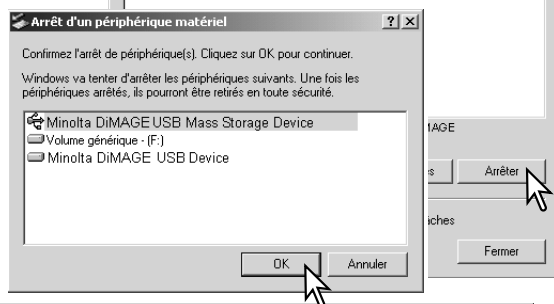 Arrêt d'un périphérique matériel
Confirmez l'arrêt de périphérique(s). Cliquez sur OK pour continuer.
Windows va tenter d'arrêter les périphériques suivants. Une fois les
périphériques arrêtés, ils pourront être retirés en toute sécurité.
Minolta DiMAGE USB Mass Storage Device
Volume générique - (F:)
Minolta DiMAGE USB Device
OK Annuler
MAGE
Arrêter
Fermer